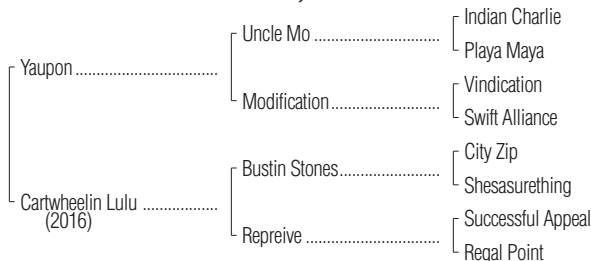 Indian Charlie
Uncle Mo
Playa Maya
Yaupon
Vindication
Modification
Swift Alliance
City Zip
Bustin Stones
Shesasurething
Cartwheelin Lulu
(2016)
Successful Appeal
Repreive
Regal Point